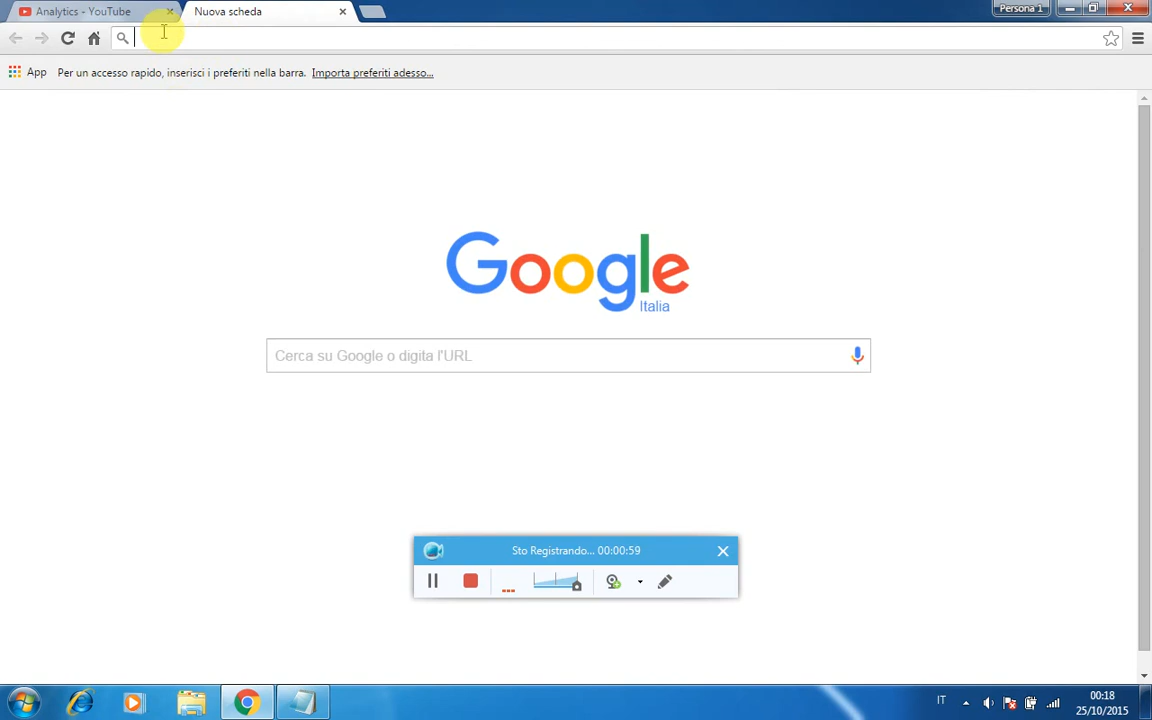 Analytics - YouTube
Nuova scheda
Persona 1
App Per un accesso rapido, inserisci i preferiti nella barra. Importa preferiti adesso...
Google
Italia
Cerca su Google o digita l'URL
Sto Registrando... 00:00:59
IT
00:18
25/10/2015